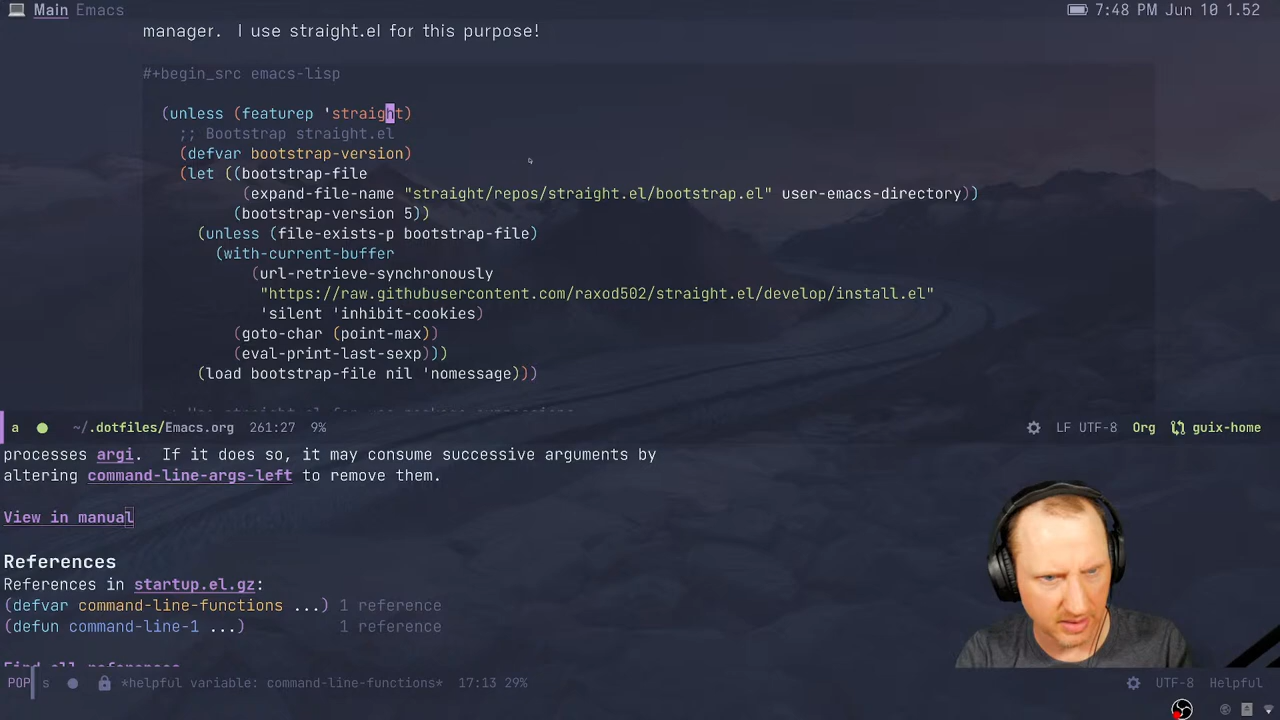 Main Emacs
7:48 PM Jun 10 1.52
manager.  I use straight.el for this purpose!
#+begin_src emacs-lisp
(unless (featurep 'straight)
;; Bootstrap straight.el
(defvar bootstrap-version)
(let ((bootstrap-file
(expand-file-name "straight/repos/straight.el/bootstrap.el" user-emacs-directory))
(bootstrap-version 5))
(unless (file-exists-p bootstrap-file)
(with-current-buffer
(url-retrieve-synchronously
"https://raw.githubusercontent.com/raxod502/straight.el/develop/install.el"
'silent 'inhibit-cookies)
(goto-char (point-max))
(eval-print-last-sexp)))
(load bootstrap-file nil 'nomessage)))
a ~/.dotfiles/Emacs.org 261:27 9% LF UTF-8 Org guix-home
processes argi.  If it does so, it may consume successive arguments by
altering command-line-args-left to remove them.
View in manual
References
References in startup.el.gz:
(defvar command-line-functions ...) 1 reference
(defun command-line-1 ...) 1 reference
Find all references
POP s *helpful variable: command-line-functions* 17:13 29% UTF-8 Helpful